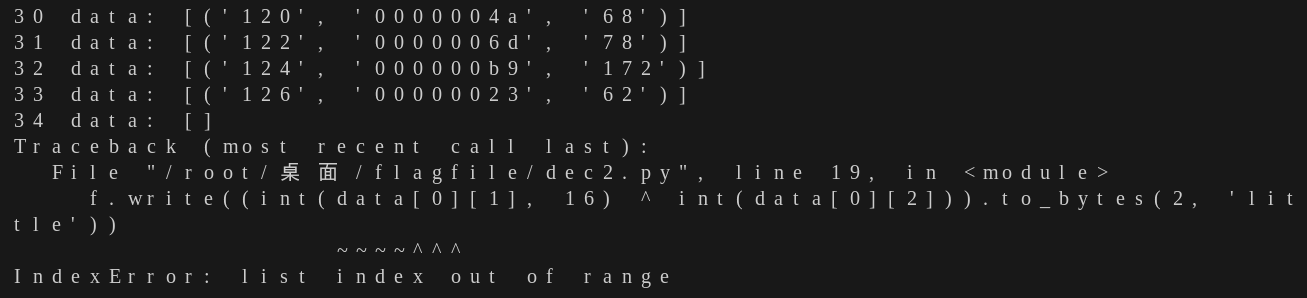 30 data: [('120', '0000004a', '68')]
31 data: [('122', '0000006d', '78')]
32 data: [('124', '000000b9', '172')]
33 data: [('126', '00000023', '62')]
34 data: []
Traceback (most recent call last):
  File "/root/桌面/flagfile/dec2.py", line 19, in <module>
    f.write((int(data[0][1], 16) ^ int(data[0][2])).to_bytes(2, 'lit
tle'))
                 ~~~~^^^
IndexError: list index out of range